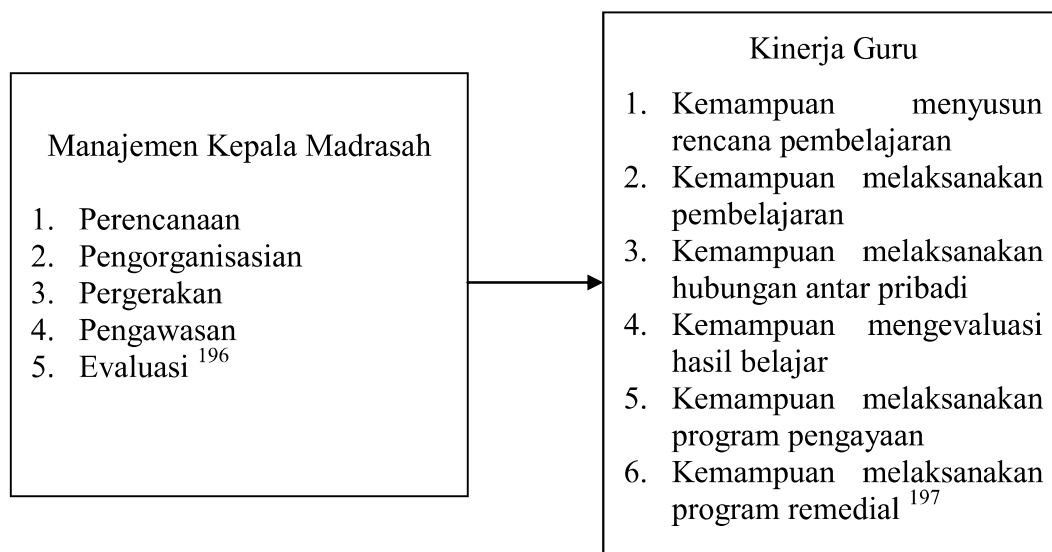 Manajemen Kepala Madrasah
1. Perencanaan
2. Pengorganisasian
3. Pergerakan
4. Pengawasan
5. Evaluasi 196
Kinerja Guru
1. Kemampuan menyusun
rencana pembelajaran
2. Kemampuan melaksanakan
pembelajaran
3. Kemampuan melaksanakan
hubungan antar pribadi
4. Kemampuan mengevaluasi
hasil belajar
5. Kemampuan melaksanakan
program pengayaan
6. Kemampuan melaksanakan
program remedial 197